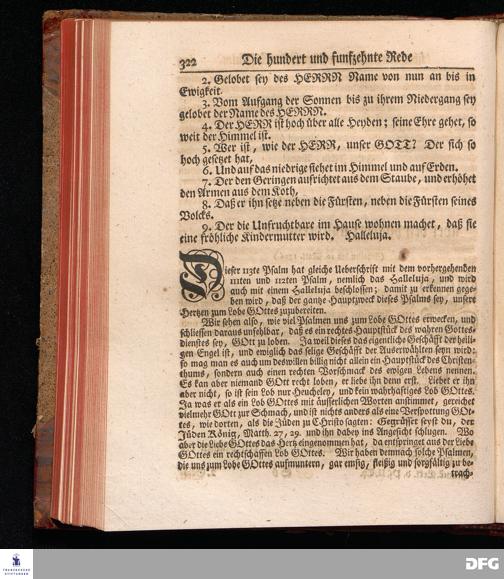 322 Die hundert und funfzehnte Rede
2. Gelobet sey des HERRN Name von nun an bis in
Ewigkeit.
3. Vom Aufgang der Sonnen bis zu ihrem Niedergang sey
gelobet der Name des HERRN.
4. Der HERR ist hoch über alle Heyden; seine Ehre gehet, so
weit der Himmel ist.
5. Wer ist, wie der HERR, unser GOTT? Der sich so
hoch gesetzet hat,
6. Und auf das niedrige siehet im Himmel und auf Erden.
7. Der den Geringen aufrichtet aus dem Staube, und erhöhet
den Armen aus dem Koth,
8. Daß er ihn setze neben die Fürsten, neben die Fürsten seines
Volcks.
9. Der die Unfruchtbare im Hause wohnen machet, daß sie
eine fröhliche Kindermutter wird. Halleluja.
Dieser 113te Psalm hat gleiche Ueberschrift mit dem vorhergehenden
111ten und 112ten Psalm, nemlich das Halleluja, und wird
auch mit einem Halleluja beschlossen; damit zu erkennen gege-
ben wird, daß der gantze Hauptzweck dieses Psalms sey, unsere
Hertzen zum Lobe GOttes zuzubereiten.
Wir sehen also, wie viel Psalmen uns zum Lobe GOttes erwecken, und
schliessen daraus unfehlbar, daß es ein rechtes Hauptstück des wahren Gottes-
dienstes sey, GOtt zu loben. Ja weil dieses das eigentliche Geschäfft der heili-
gen Engel ist, und ewiglich das selige Geschäfft der Auserwählten seyn wird:
so mag man es auch um deswillen billig nicht allein ein Hauptstück des Christen-
thums, sondern auch einen rechten Vorschmack des ewigen Lebens nennen.
Es kan aber niemand GOtt recht loben, er liebe ihn denn erst. Liebet er ihn
aber nicht, so ist sein Lob nur Heucheley, und kein wahrhaftiges Lob GOttes.
Ja was er als ein Lob GOttes mit äusserlichen Worten anstimmet, gereichet
vielmehr GOtt zur Schmach, und ist nichts anders als eine Verspottung GOt-
tes, wie dorten, als die Jüden zu Christo sagten: Gegrüsset seyst du, der
Jüden König, Matth. 27, 29. und ihn dabey ins Angesicht schlugen. Wo
aber die Liebe GOttes das Hertz eingenommen hat, da entspringet aus der Liebe
GOttes ein rechtschaffen Lob GOttes. Wir haben demnach solche Psalmen,
die uns zum Lobe GOttes aufmuntern, gar emsig, fleißig und sorgfältig zu be-
trach-
FRANCKESCHE
STIFTUNGEN
DFG